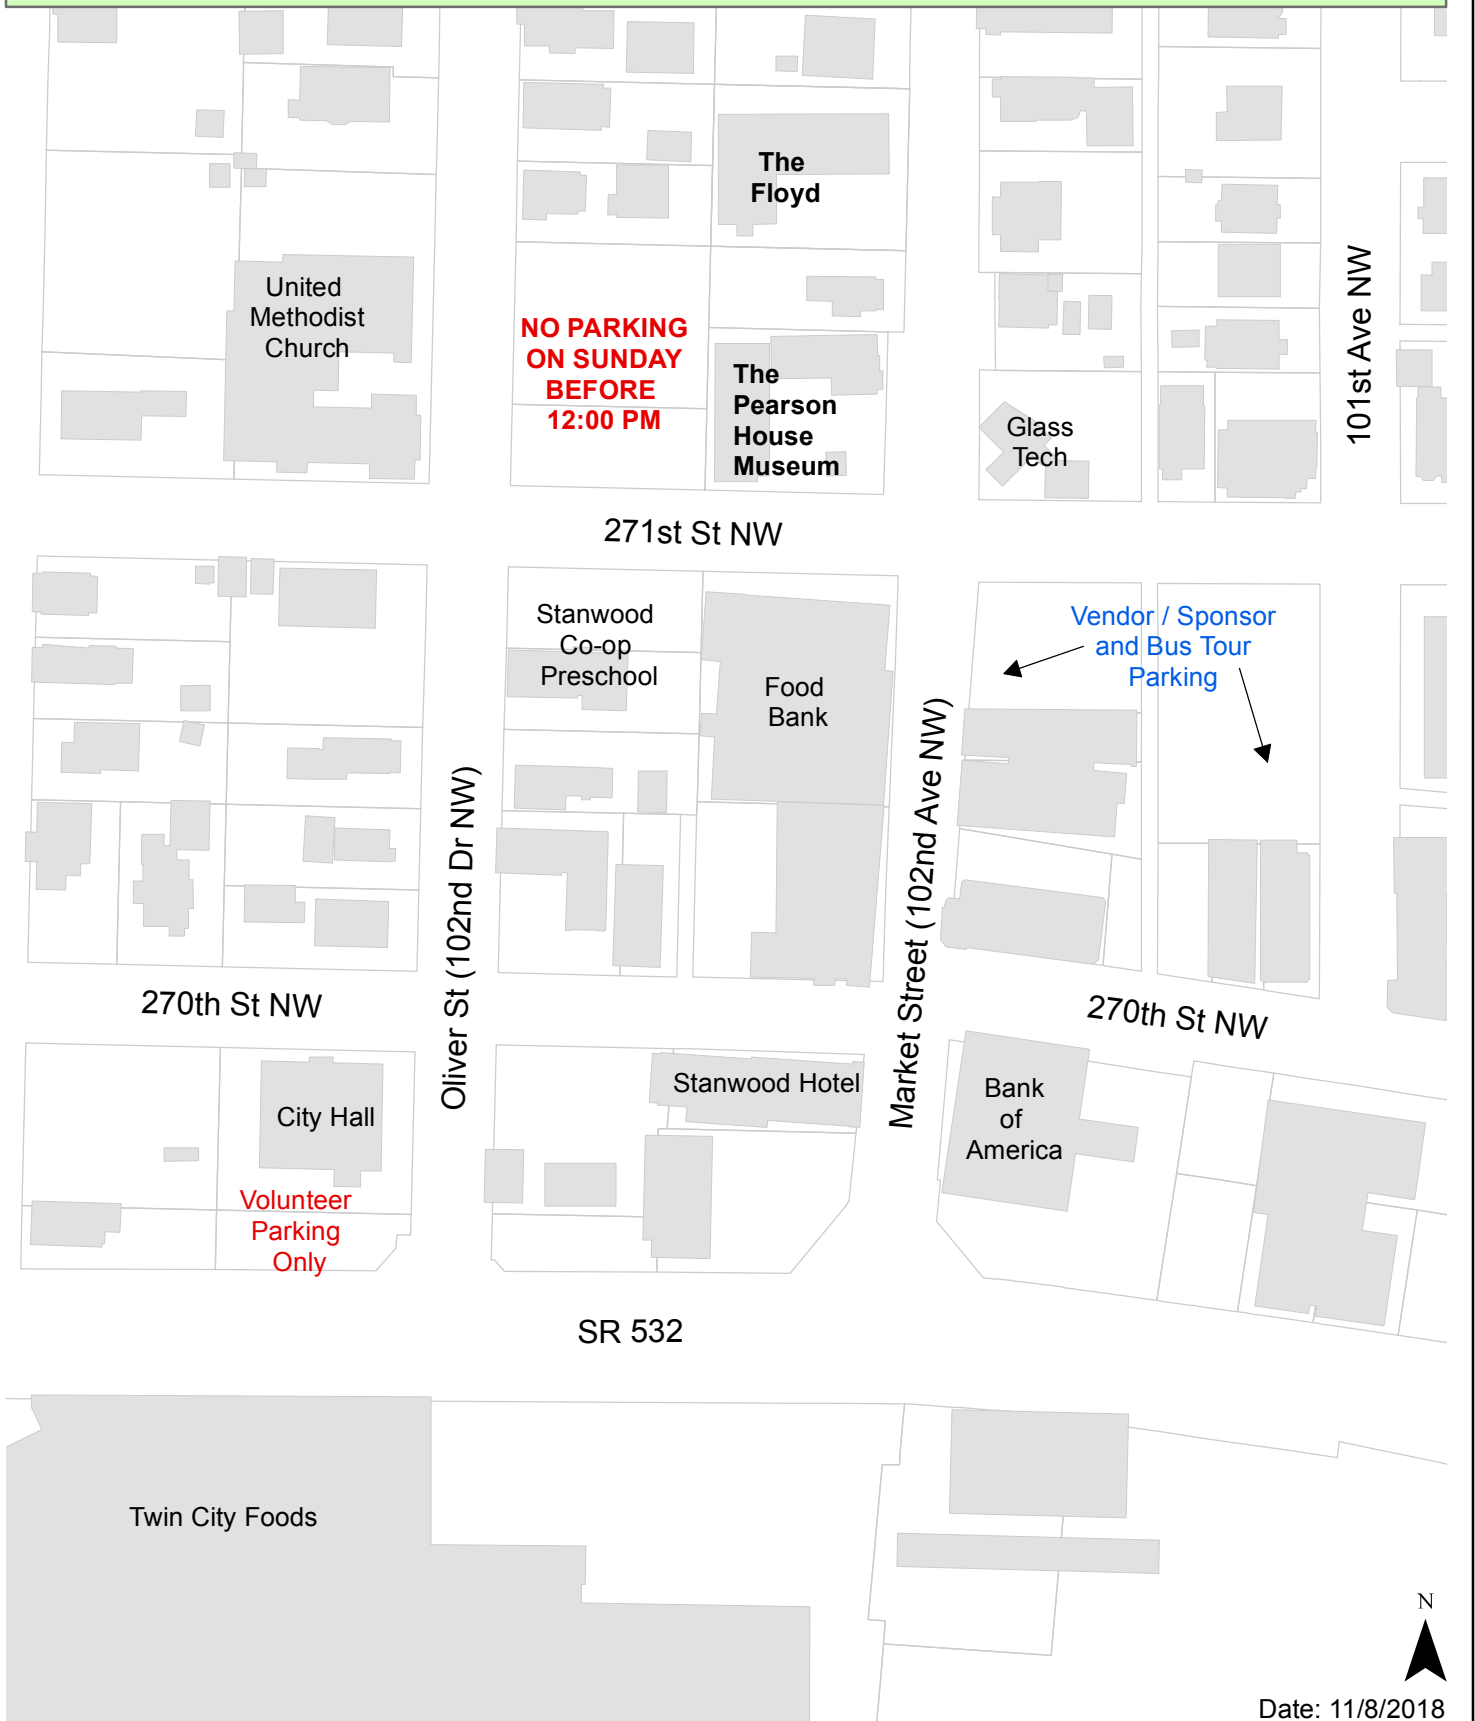 The
Floyd
United
Methodist
Church
NO PARKING
ON SUNDAY
BEFORE
12:00 PM
The
Pearson
House
Museum
Glass
Tech
101st Ave NW
271st St NW
Stanwood
Co-op
Preschool
Food
Bank
Vendor / Sponsor
and Bus Tour
Parking
Oliver St (102nd Dr NW)
Market Street (102nd Ave NW)
270th St NW
270th St NW
City Hall
Stanwood Hotel
Bank
of
America
Volunteer
Parking
Only
SR 532
Twin City Foods
N
Date: 11/8/2018